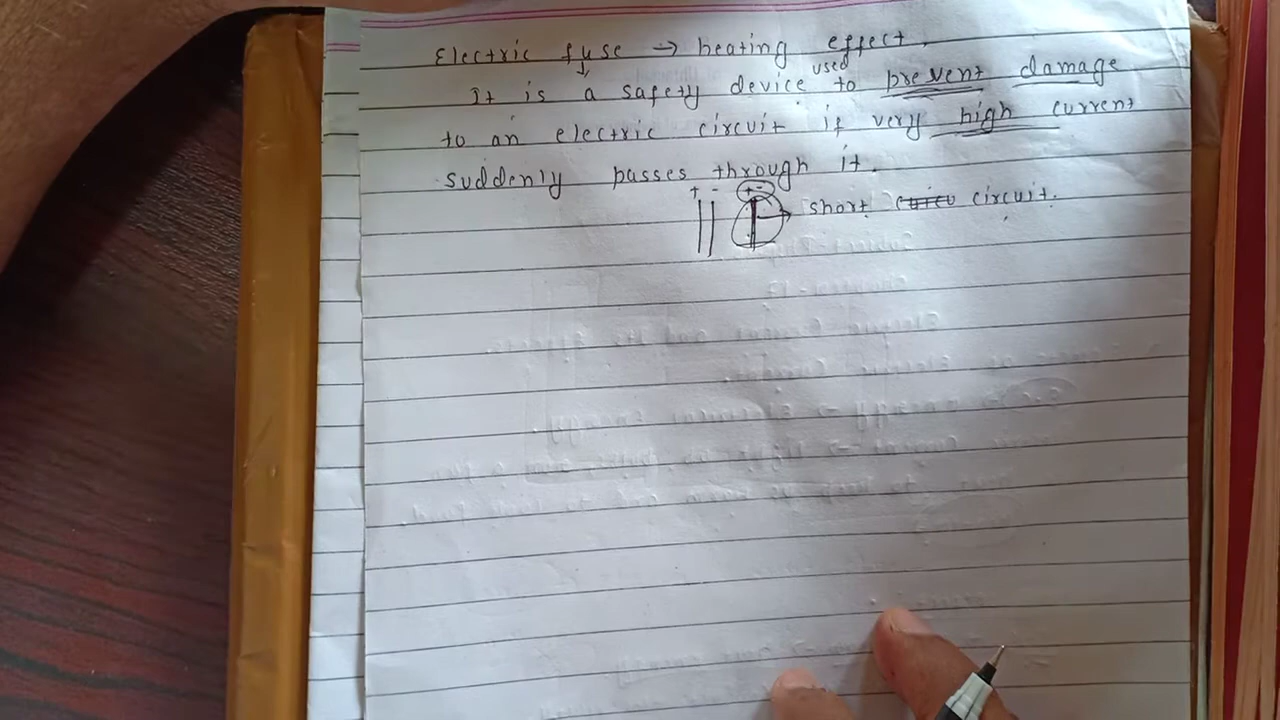 Electric fuse → heating effect.
↓ used
It is a safety device to prevent damage
to an electric circuit if very high current
suddenly passes through it.
+ - + -
short circuit.